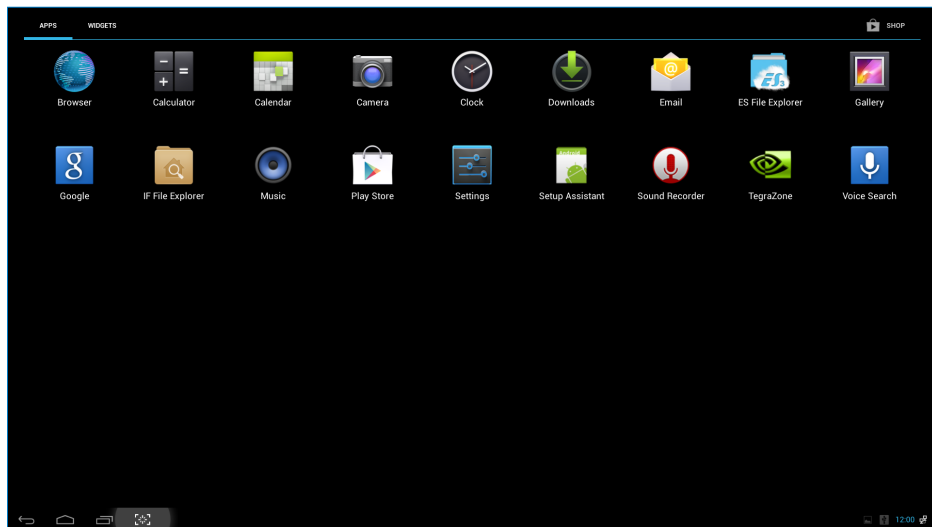 APPS WIDGETS SHOP
Browser Calculator Calendar Camera Clock Downloads Email ES File Explorer Gallery
Google IF File Explorer Music Play Store Settings Setup Assistant Sound Recorder TegraZone Voice Search
12:00